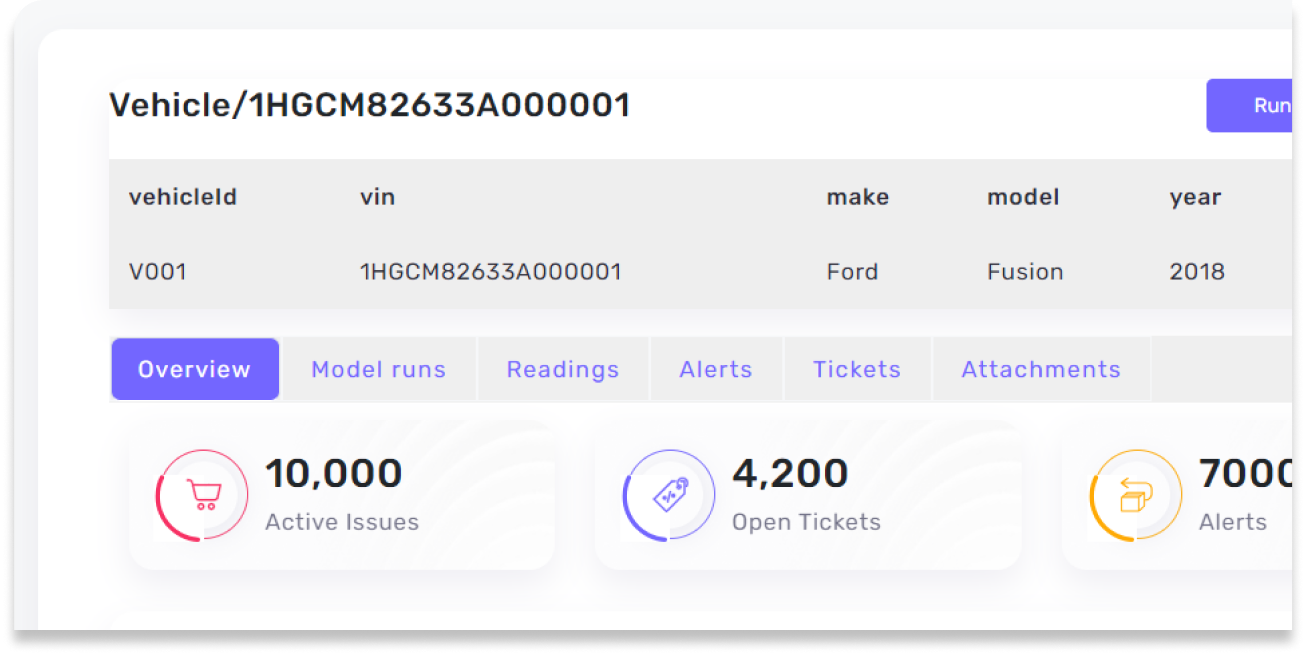 Vehicle/1HGCM82633A000001
Run
vehicleId vin make model year
V001 1HGCM82633A000001 Ford Fusion 2018
Overview Model runs Readings Alerts Tickets Attachments
10,000 4,200 7000
Active Issues Open Tickets Alerts